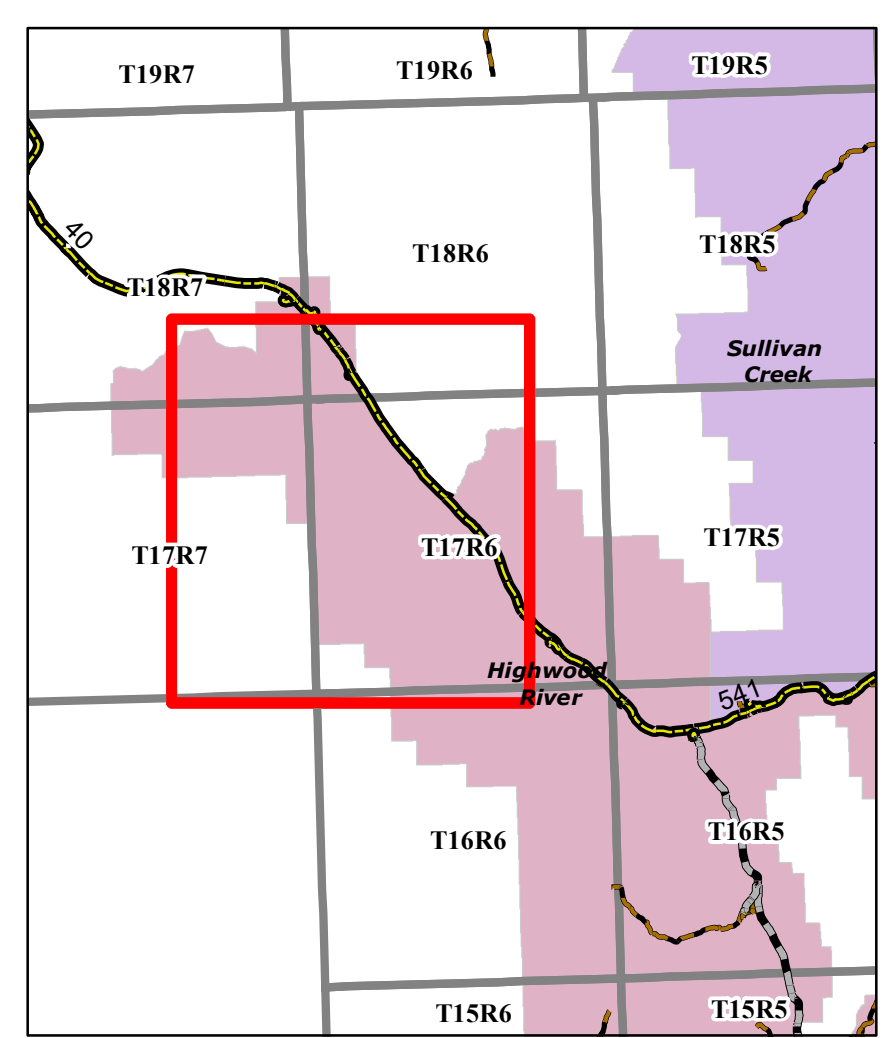 T19R7
T19R6
T19R5
40
T18R6
T18R5
T18R7
Sullivan
Creek
T17R5
T17R6
T17R7
Highwood
River
541
T16R6
T16R5
T15R6
T15R5